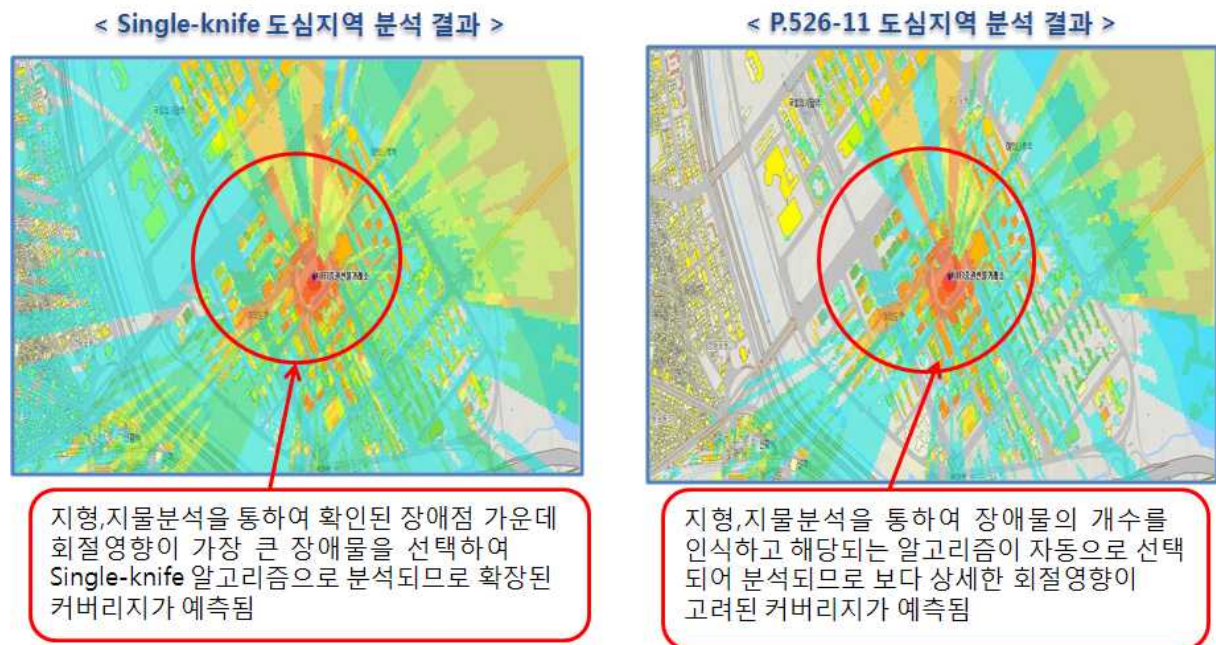 < Single-knife 도심지역 분석 결과 >
지형,지물분석을 통하여 확인된 장애점 가운데
회절영향이 가장 큰 장애물을 선택하여
Single-knife 알고리즘으로 분석되므로 확장된
커버리지가 예측됨
< P.526-11 도심지역 분석 결과 >
지형,지물분석을 통하여 장애물의 개수를
인식하고 해당되는 알고리즘이 자동으로 선택
되어 분석되므로 보다 상세한 회절영향이
고려된 커버리지가 예측됨